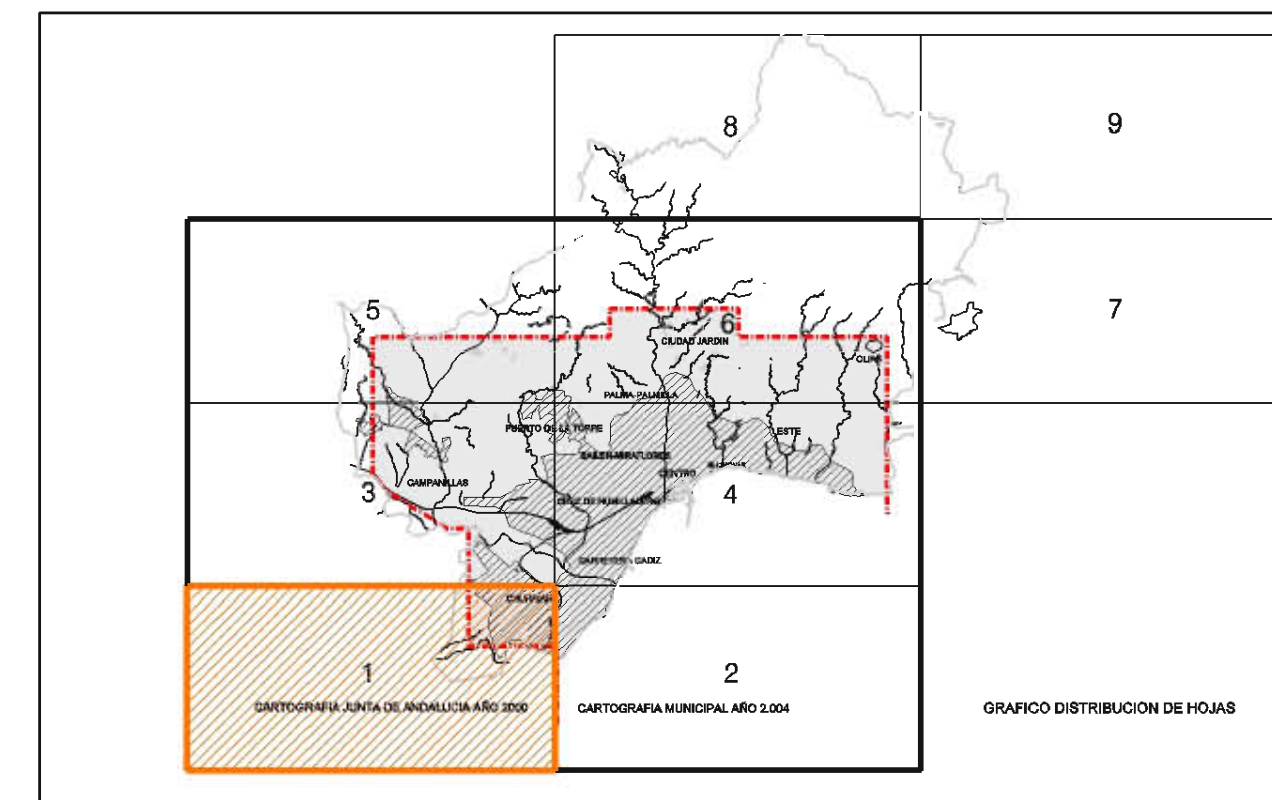 8
9
5
6
7
CIUDAD JARDIN
OLIAS
PALMA-PALMILLA
PUERTO DE LA TORRE
ESTE
BAILEN-MIRAFLORES
CENTRO
CAMPANILLAS
3
4
CRUZ DE HUMILLADERO
CARRETERA CADIZ
CHURRIANA
1
2
CARTOGRAFIA JUNTA DE ANDALUCIA AÑO 2000
CARTOGRAFIA MUNICIPAL AÑO 2.004
GRAFICO DISTRIBUCION DE HOJAS